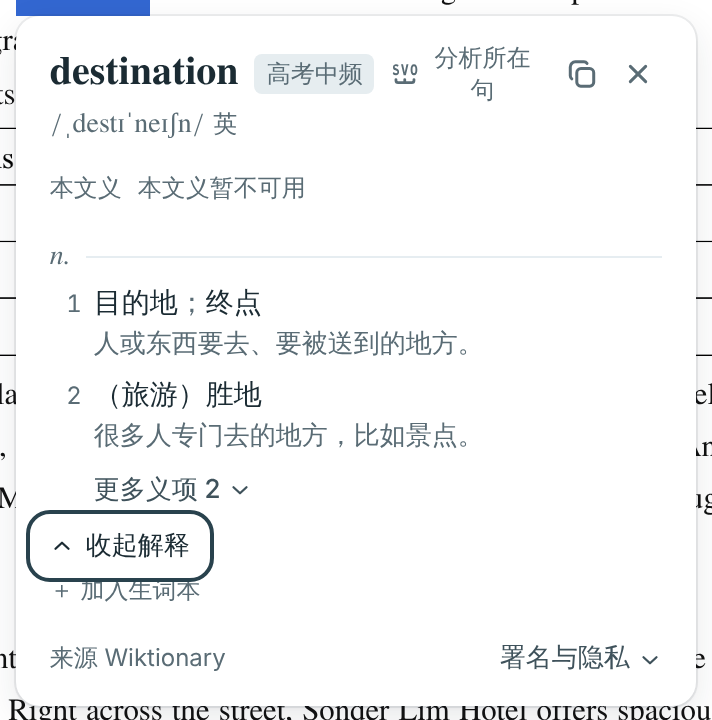 destination 高考中频 SVO 分析所在句
/ˌdestɪˈneɪʃn/ 英
本文义 本文义暂不可用
n.
1 目的地；终点
人或东西要去、要被送到的地方。
2 （旅游）胜地
很多人专门去的地方，比如景点。
更多义项 2
收起解释
+ 加入生词本
来源 Wiktionary 署名与隐私
Right across the street, Sonder Lim Hotel offers spaciou